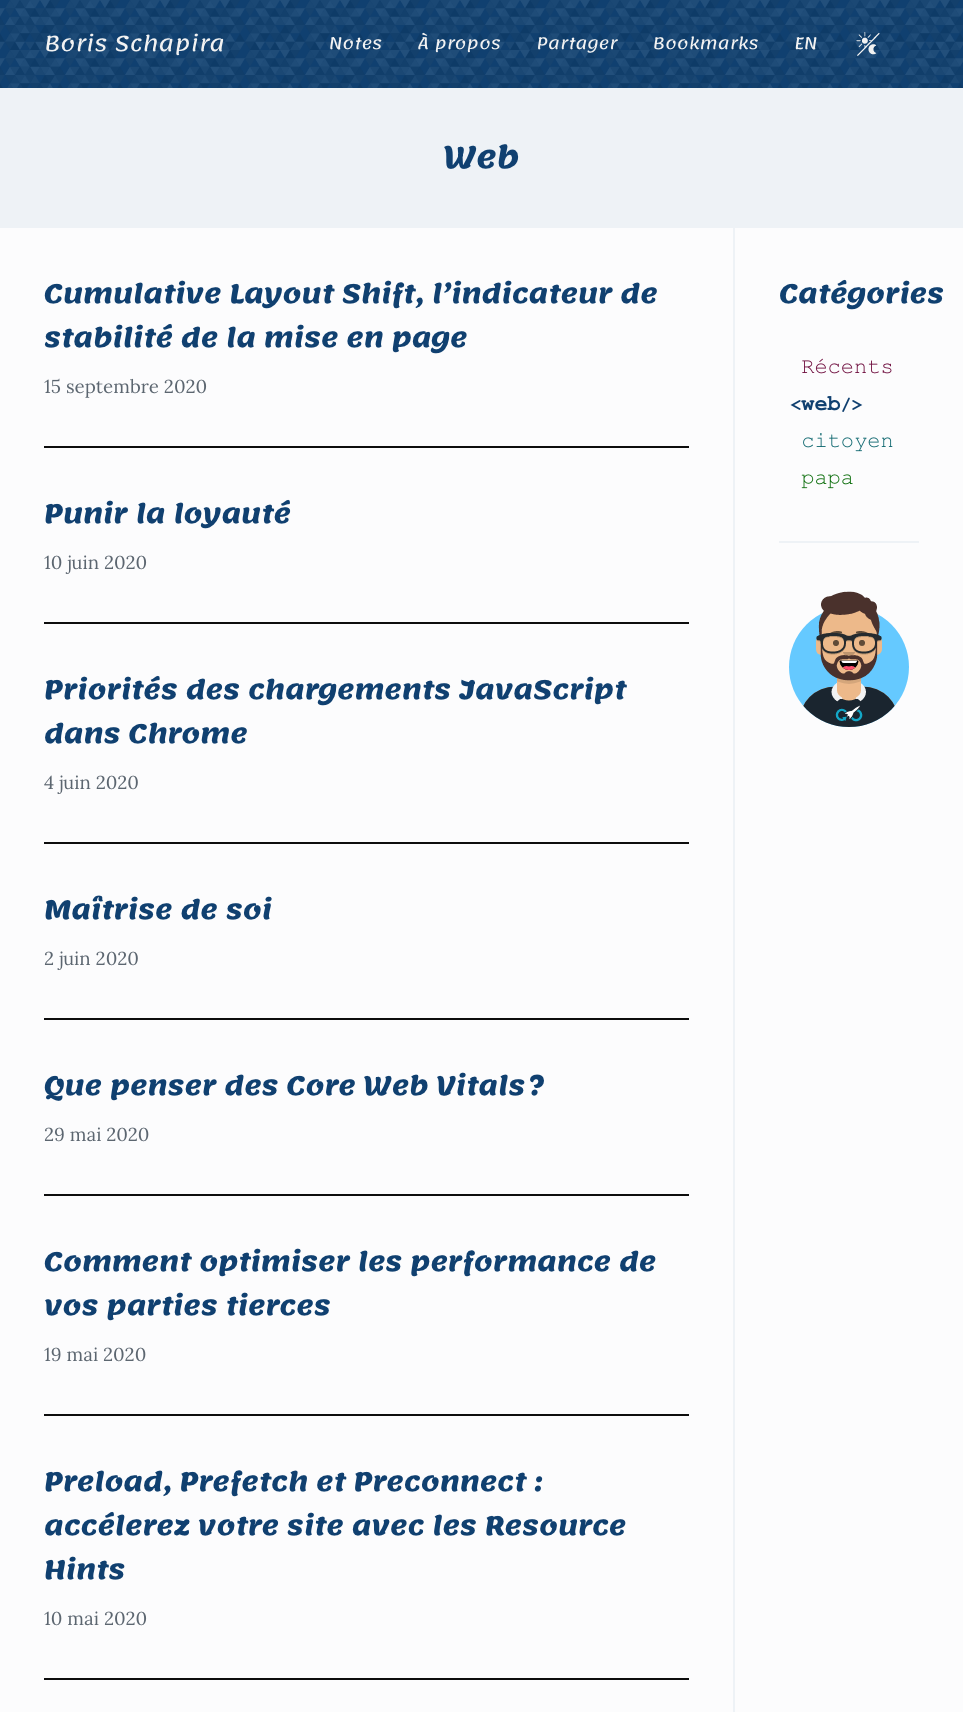 Boris Schapira
Notes
À propos
Partager
Bookmarks
EN
Web
Cumulative Layout Shift, l’indicateur de
stabilité de la mise en page
15 septembre 2020
Punir la loyauté
10 juin 2020
Priorités des chargements JavaScript
dans Chrome
4 juin 2020
Maîtrise de soi
2 juin 2020
Que penser des Core Web Vitals ?
29 mai 2020
Comment optimiser les performance de
vos parties tierces
19 mai 2020
Preload, Prefetch et Preconnect :
accélerez votre site avec les Resource
Hints
10 mai 2020
Catégories
Récents
<web/>
citoyen
papa